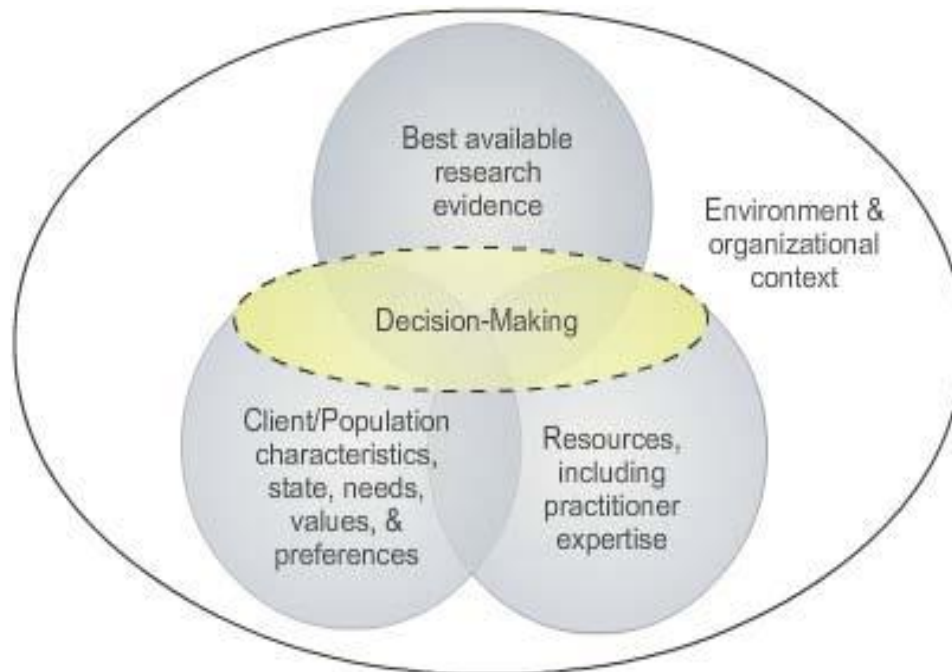 Best available
research
evidence
Environment &
organizational
context
Decision-Making
Client/Population
characteristics,
state, needs,
values, &
preferences
Resources,
including
practitioner
expertise